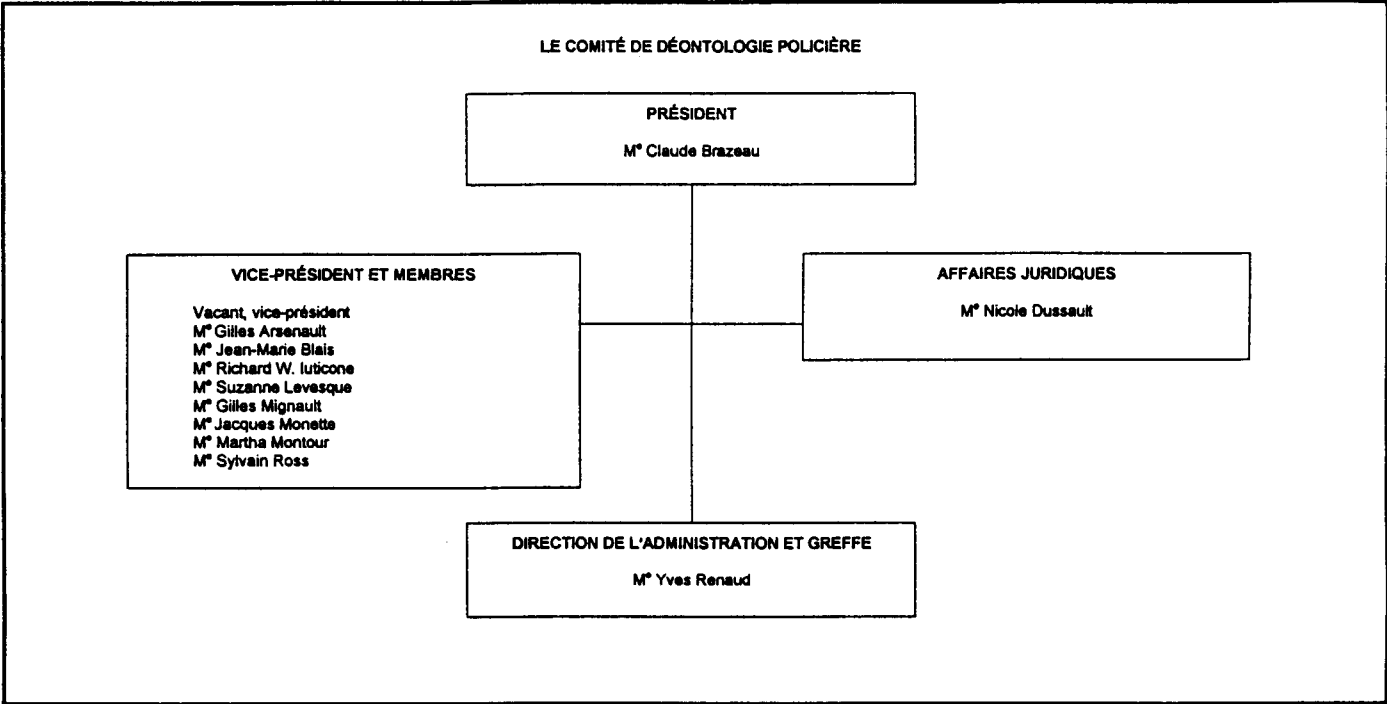 LE COMITÉ DE DÉONTOLOGIE POLICIÈRE
PRÉSIDENT
Mᵉ Claude Brazeau
VICE-PRÉSIDENT ET MEMBRES
Vacant, vice-président
Mᵉ Gilles Arsenault
Mᵉ Jean-Marie Blais
Mᵉ Richard W. Iuticone
Mᵉ Suzanne Levesque
Mᵉ Gilles Mignault
Mᵉ Jacques Monette
Mᵉ Martha Montour
Mᵉ Sylvain Ross
AFFAIRES JURIDIQUES
Mᵉ Nicole Dussault
DIRECTION DE L'ADMINISTRATION ET GREFFE
Mᵉ Yves Renaud